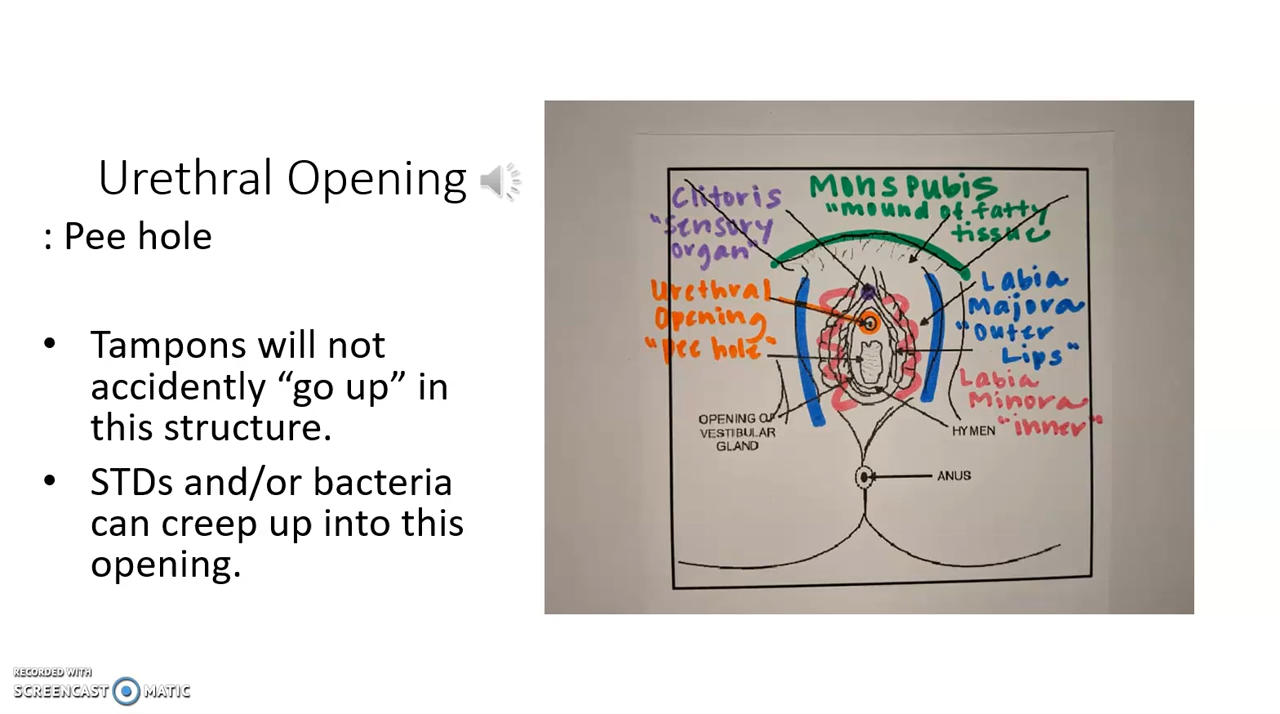 Urethral Opening
: Pee hole
• Tampons will not
accidently “go up” in
this structure.
• STDs and/or bacteria
can creep up into this
opening.
Clitoris
"sensory
organ"
Mons Pubis
"mound of fatty
tissue
Urethral
Opening
"pee hole"
Labia
Majora
"Outer
Lips"
Labia
Minora
"inner"
OPENING OF
VESTIBULAR
GLAND
HYMEN
ANUS
RECORDED WITH
SCREENCAST MATIC